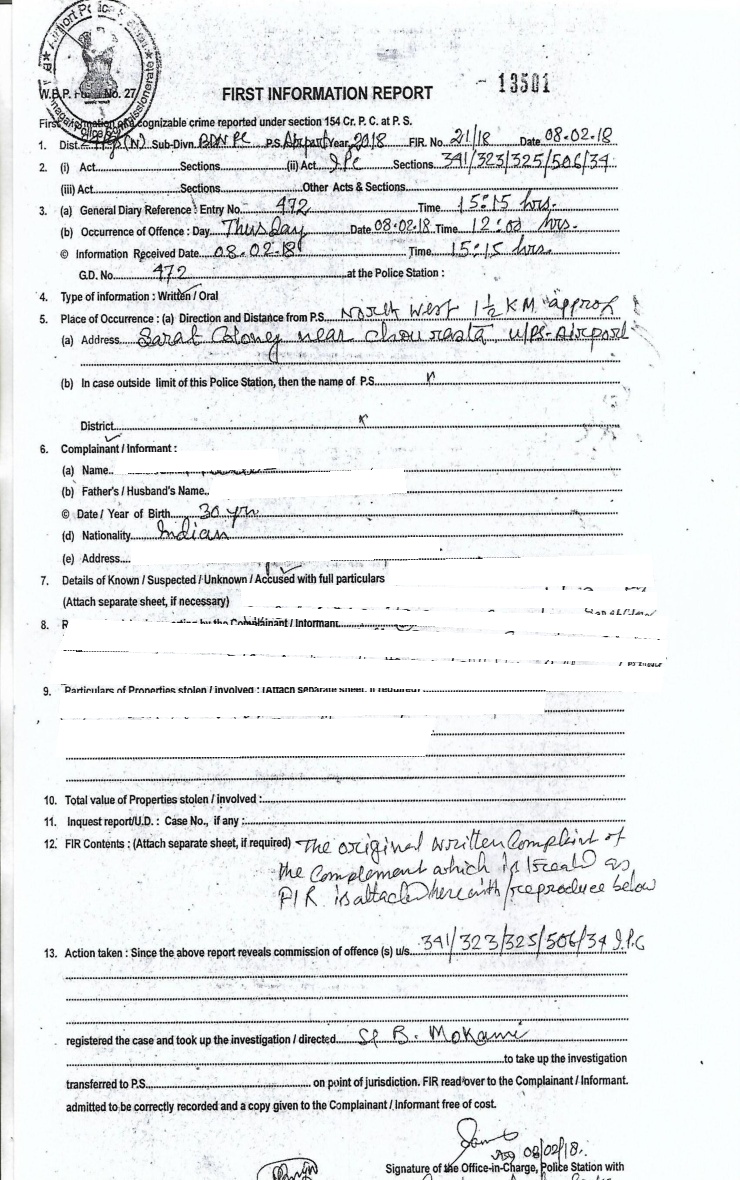 Airport Police Station
W.B.P. Form No. 27
FIRST INFORMATION REPORT
- 13501
First Information of cognizable crime reported under section 154 Cr. P. C. at P. S.
1. Dist. (N) Sub-Divn. BDN PC P.S. Airport Year 2018 FIR. No. 21/18 Date 08-02-18
2. (i) Act. Sections. (ii) Act. I.P.C Sections. 341/323/325/506/34.
(iii) Act. Sections. Other Acts & Sections.
3. (a) General Diary Reference : Entry No. 472 Time 15:15 hrs.
(b) Occurrence of Offence : Day. Thusday Date 08.02.18. Time 12:00 hrs.
© Information Received Date 08.02.18 Time 15:15 hrs.
G.D. No. 472 at the Police Station :
4. Type of information : Written / Oral
5. Place of Occurrence : (a) Direction and Distance from P.S. North West 1½ KM approx
(a) Address. Sarat Coloney near chourasta u/ps-Airport
(b) In case outside limit of this Police Station, then the name of P.S.
District.
6. Complainant / Informant :
(a) Name..
(b) Father's / Husband's Name..
© Date / Year of Birth. 30 yrs.
(d) Nationality. Indian
(e) Address....
7. Details of Known / Suspected / Unknown / Accused with full particulars
(Attach separate sheet, if necessary)
8. R by the Complainant / Informant.
9. Particulars of Properties stolen / involved : (Attach separate sheet, if required)
10. Total value of Properties stolen / involved :
11. Inquest report/U.D. : Case No., if any :
12. FIR Contents : (Attach separate sheet, if required) The original written Complaint of
the Complement which is treated as
FIR is attached herewith/reproduce below
13. Action taken : Since the above report reveals commission of offence (s) u/s. 341/323/325/506/34 I.P.C
registered the case and took up the investigation / directed SI B. Mokami
to take up the investigation
transferred to P.S. on point of jurisdiction. FIR read over to the Complainant / Informant.
admitted to be correctly recorded and a copy given to the Complainant / Informant free of cost.
08/02/18.
Signature of the Office-in-Charge, Police Station with